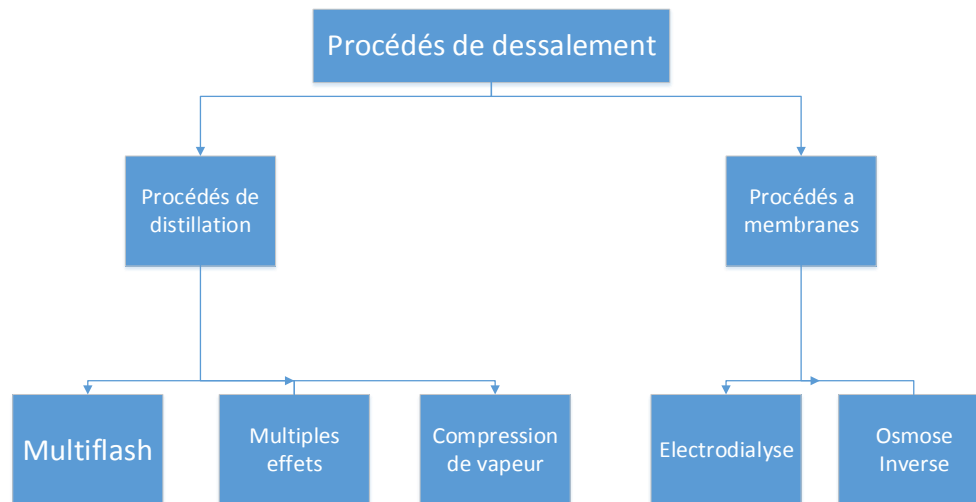 Procédés de dessalement
Procédés de
distillation
Procédés a
membranes
Multiflash
Multiples
effets
Compression
de vapeur
Electrodialyse
Osmose
Inverse